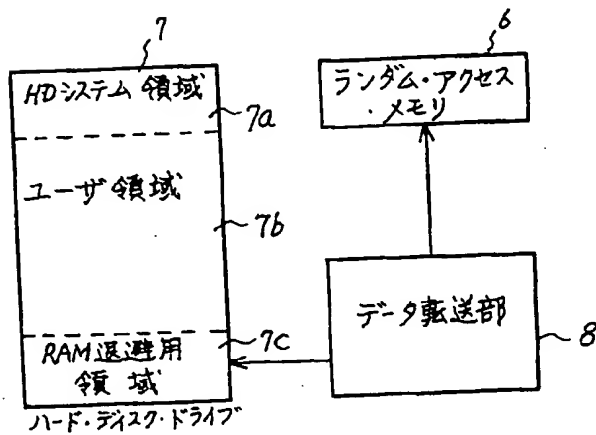 7
HDシステム領域
7a
ユーザ領域
7b
RAM退避用
領域
7c
ハード・ディスク・ドライブ
6
ランダム・アクセス
・メモリ
データ転送部
8